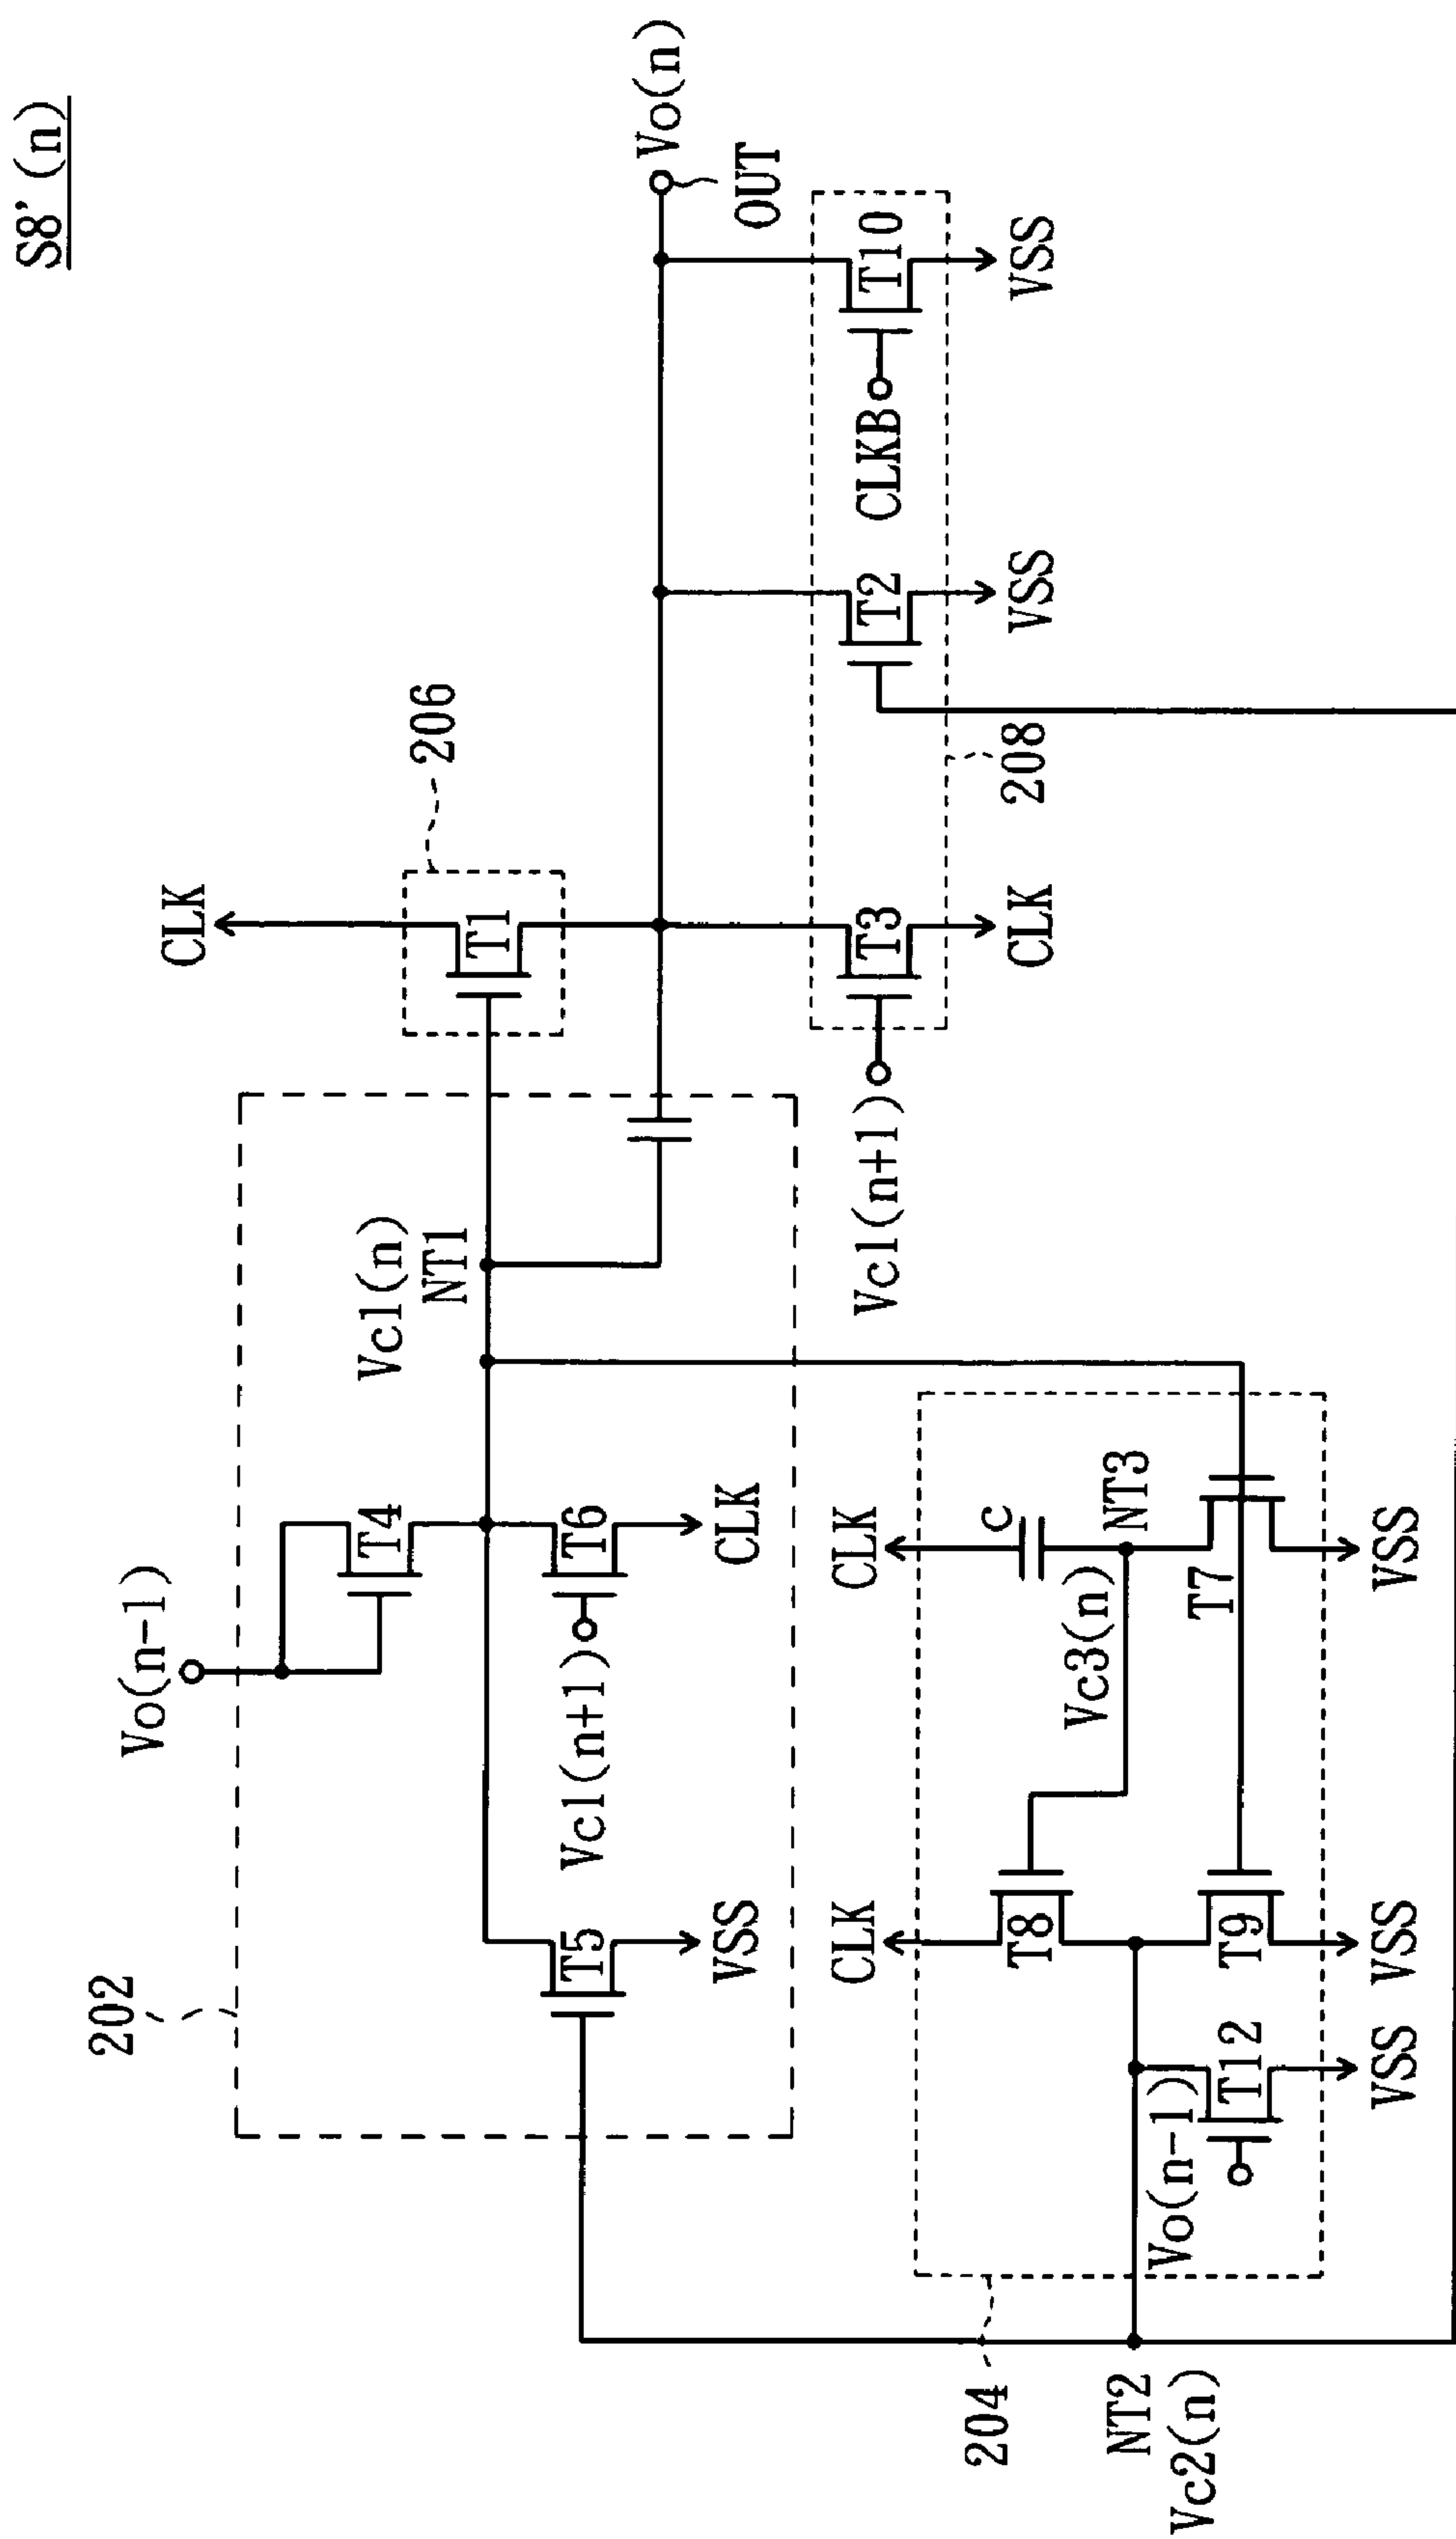 S8' (n)
Vo(n)
OUT
T10
CLKB
VSS
T2
VSS
208
206
CLK
T1
T3
CLK
Vc1(n+1)
Vc1(n)
NT1
Vo(n-1)
T4
T6
CLK
Vc1(n+1)
T5
VSS
202
CLK
C
NT3
Vc3(n)
T7
VSS
CLK
T8
T9
VSS
T12
Vo(n-1)
VSS
204
NT2
Vc2(n)